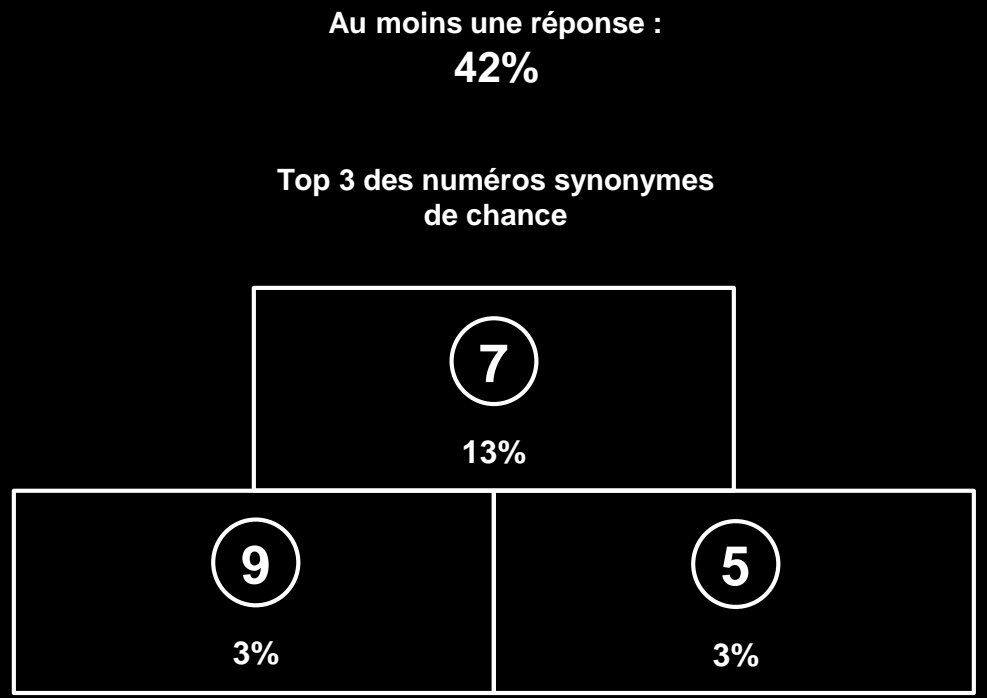 Au moins une réponse :
42%
Top 3 des numéros synonymes
de chance
7
13%
9
3%
5
3%